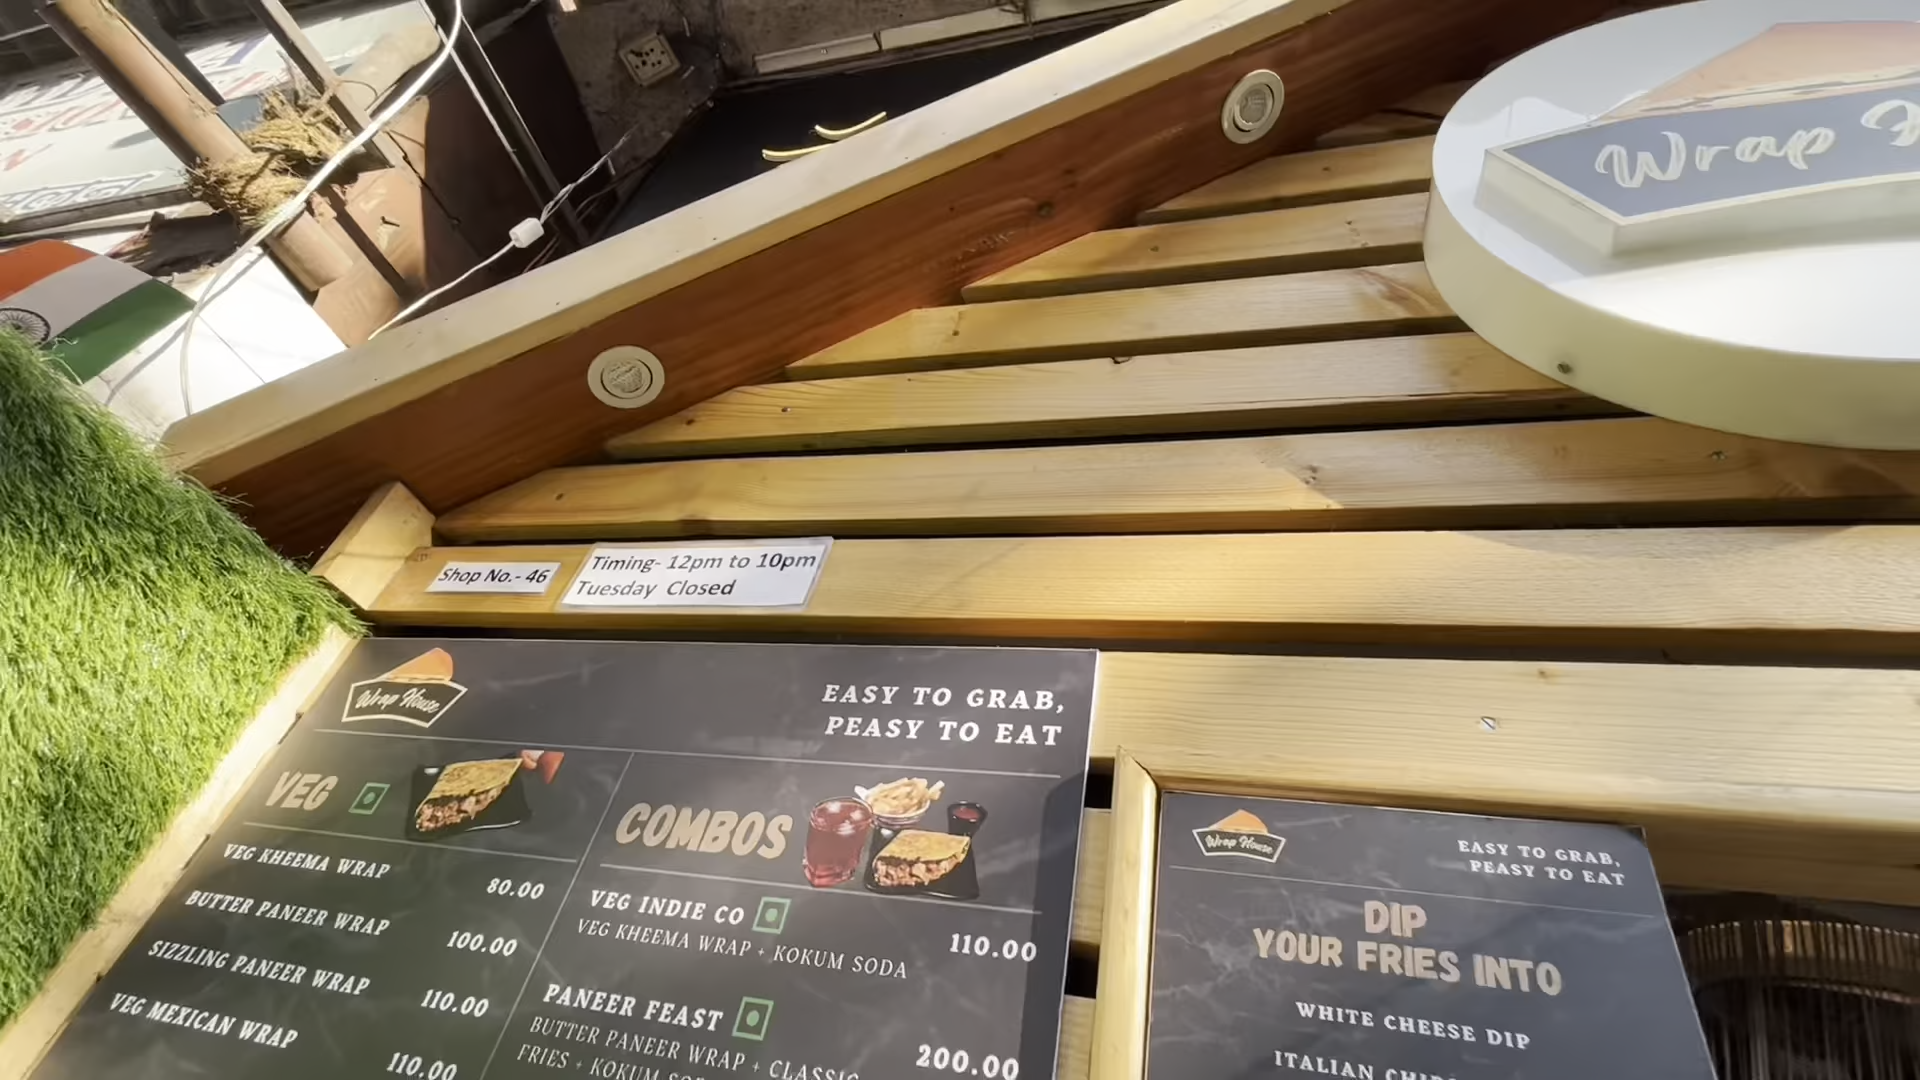 Wrap
Shop No.- 46
Timing- 12pm to 10pm
Tuesday Closed
Wrap House
EASY TO GRAB,
PEASY TO EAT
VEG
VEG KHEEMA WRAP 80.00
BUTTER PANEER WRAP 100.00
SIZZLING PANEER WRAP 110.00
VEG MEXICAN WRAP 110.00
COMBOS
VEG INDIE CO 110.00
VEG KHEEMA WRAP + KOKUM SODA
PANEER FEAST 200.00
BUTTER PANEER WRAP + CLASSIC
FRIES + KOKUM
Wrap House
EASY TO GRAB,
PEASY TO EAT
DIP
YOUR FRIES INTO
WHITE CHEESE DIP
ITALIAN